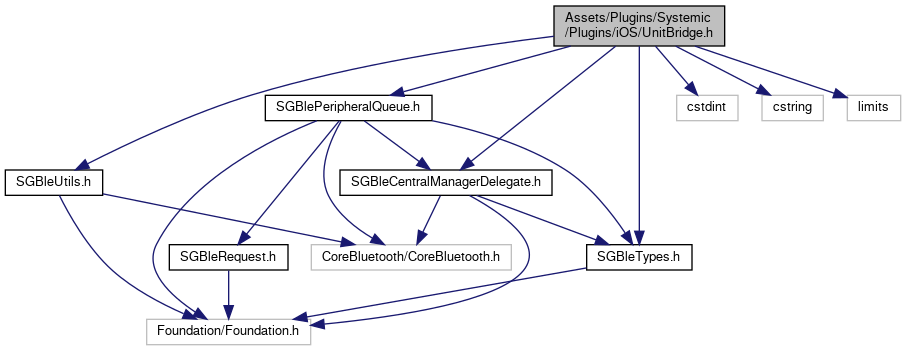 Assets/Plugins/Systemic
/Plugins/iOS/UnitBridge.h
SGBlePeripheralQueue.h
cstdint
cstring
limits
SGBleUtils.h
SGBleCentralManagerDelegate.h
SGBleRequest.h
CoreBluetooth/CoreBluetooth.h
SGBleTypes.h
Foundation/Foundation.h